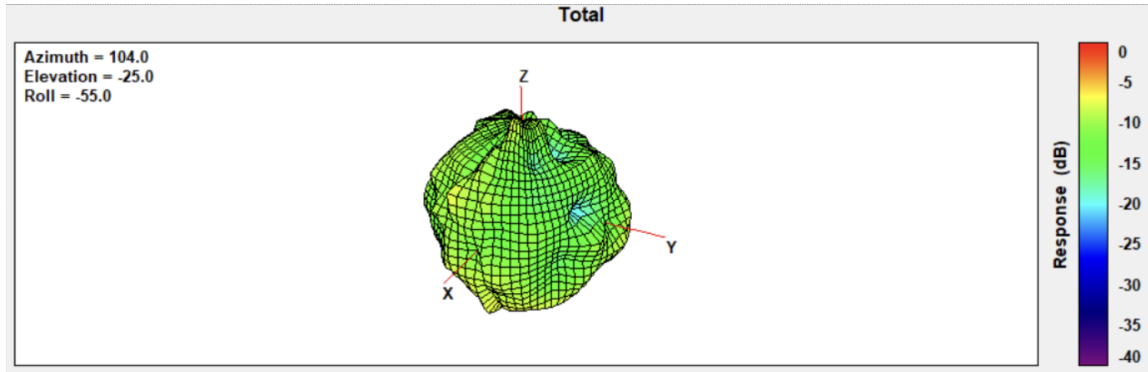 Total
Azimuth = 104.0
Elevation = -25.0
Roll = -55.0
Z
Y
X
Response (dB)
0
-5
-10
-15
-20
-25
-30
-35
-40